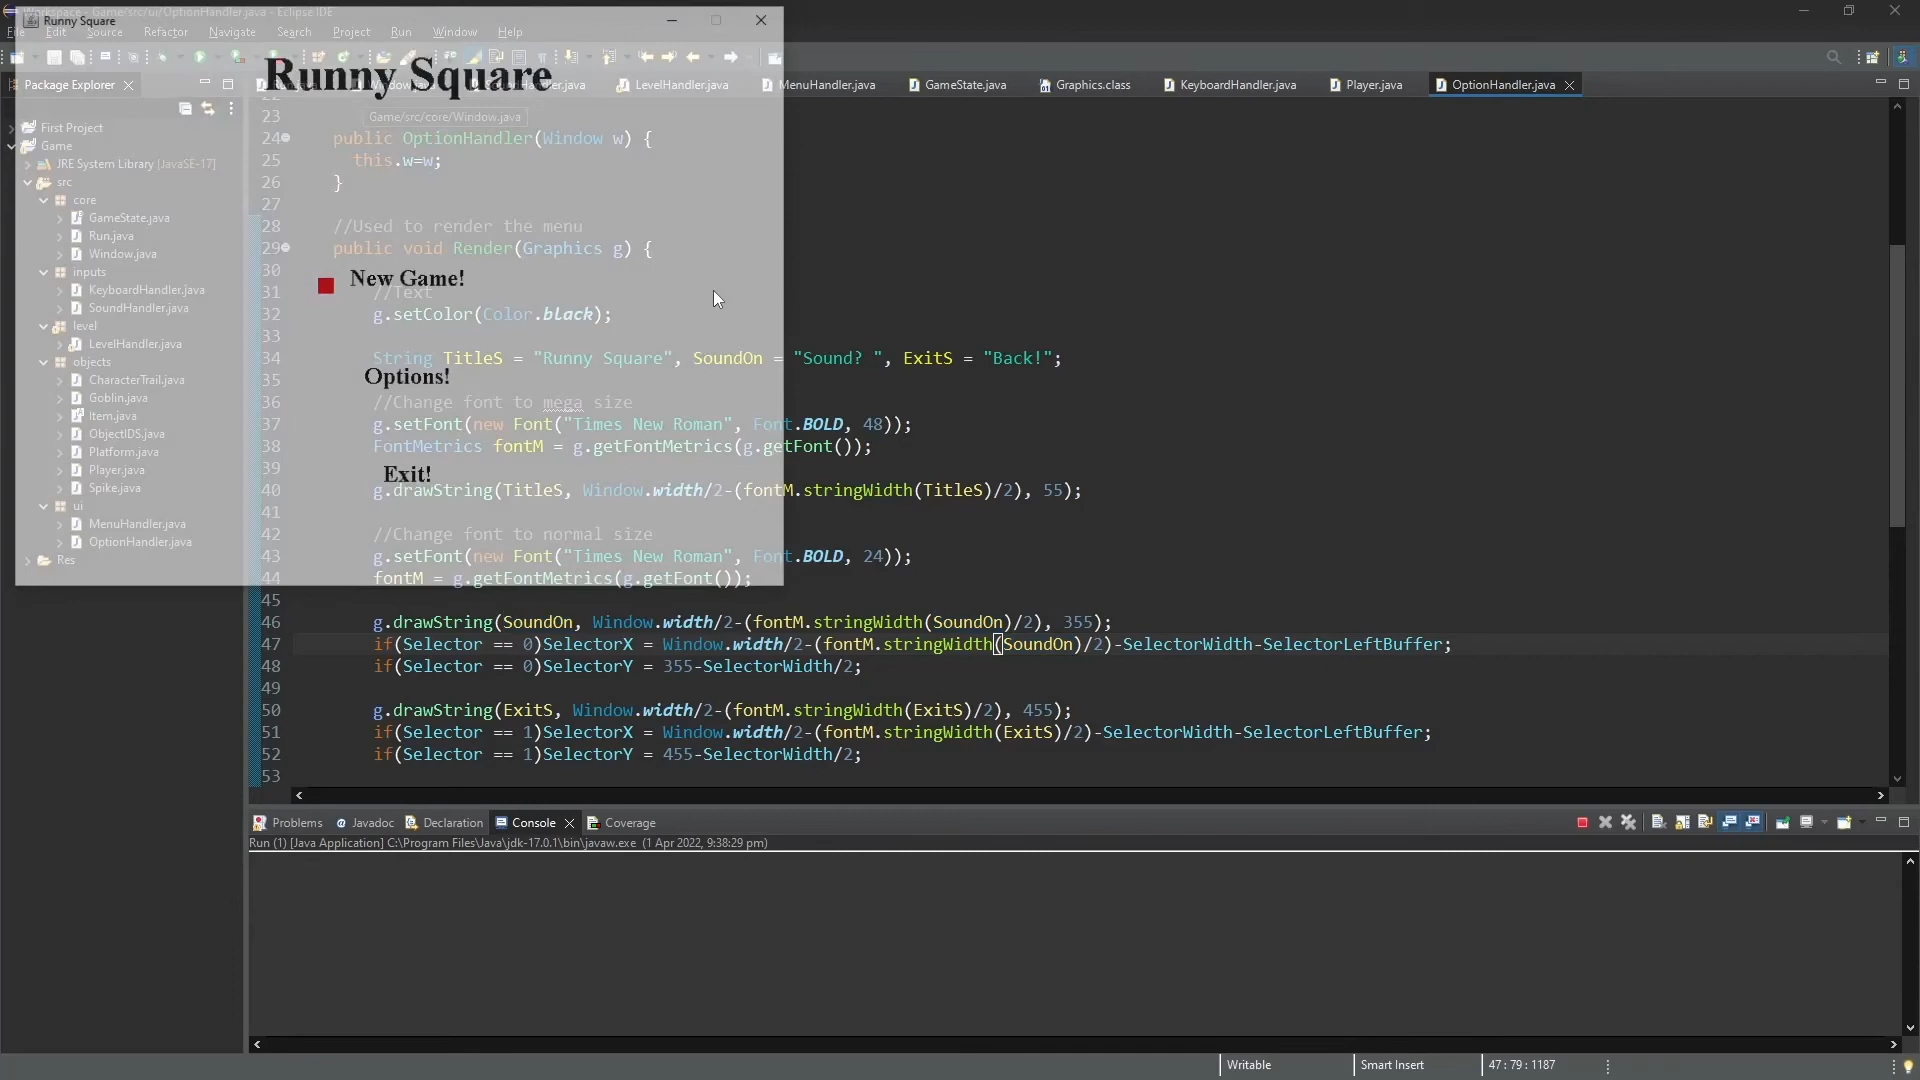 Workspace - Game/src/ui/OptionHandler.java - Eclipse IDE
Runny Square
File Edit Source Refactor Navigate Search Project Run Window Help
Runny Square
Package Explorer
LevelHandler.java
MenuHandler.java
GameState.java
Graphics.class
KeyboardHandler.java
Player.java
OptionHandler.java
Game/src/core/Window.java
First Project
Game
JRE System Library [JavaSE-17]
src
core
GameState.java
Run.java
Window.java
inputs
KeyboardHandler.java
SoundHandler.java
level
LevelHandler.java
objects
CharacterTrail.java
Goblin.java
Item.java
ObjectIDS.java
Platform.java
Player.java
Spike.java
ui
MenuHandler.java
OptionHandler.java
Res
New Game!
Options!
Exit!
22
23
24 public OptionHandler(Window w) {
25 this.w=w;
26 }
27
28 //Used to render the menu
29 public void Render(Graphics g) {
30
31 //Text
32 g.setColor(Color.black);
33
34 String TitleS = "Runny Square", SoundOn = "Sound? ", ExitS = "Back!";
35
36 //Change font to mega size
37 g.setFont(new Font("Times New Roman", Font.BOLD, 48));
38 FontMetrics fontM = g.getFontMetrics(g.getFont());
39
40 g.drawString(TitleS, Window.width/2-(fontM.stringWidth(TitleS)/2), 55);
41
42 //Change font to normal size
43 g.setFont(new Font("Times New Roman", Font.BOLD, 24));
44 fontM = g.getFontMetrics(g.getFont());
45
46 g.drawString(SoundOn, Window.width/2-(fontM.stringWidth(SoundOn)/2), 355);
47 if(Selector == 0)SelectorX = Window.width/2-(fontM.stringWidth(SoundOn)/2)-SelectorWidth-SelectorLeftBuffer;
48 if(Selector == 0)SelectorY = 355-SelectorWidth/2;
49
50 g.drawString(ExitS, Window.width/2-(fontM.stringWidth(ExitS)/2), 455);
51 if(Selector == 1)SelectorX = Window.width/2-(fontM.stringWidth(ExitS)/2)-SelectorWidth-SelectorLeftBuffer;
52 if(Selector == 1)SelectorY = 455-SelectorWidth/2;
53
Problems Javadoc Declaration Console Coverage
Run (1) [Java Application] C:\Program Files\Java\jdk-17.0.1\bin\javaw.exe (1 Apr 2022, 9:38:29 pm)
Writable Smart Insert 47 : 79 : 1187